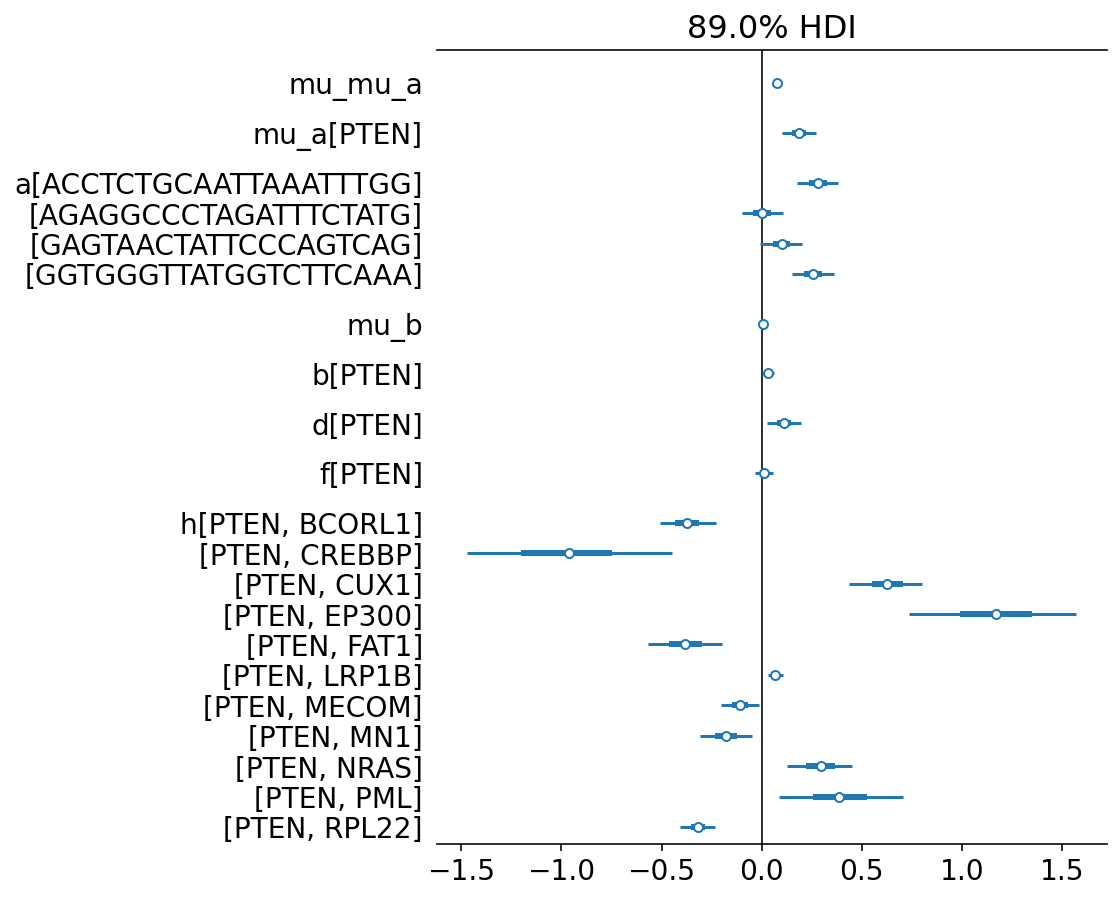 89.0% HDI
mu_mu_a
mu_a[PTEN]
a[ACCTCTGCAATTAAATTTGG]
[AGAGGCCCTAGATTTCTATG]
[GAGTAACTATTCCCAGTCAG]
[GGTGGGTTATGGTCTTCAAA]
mu_b
b[PTEN]
d[PTEN]
f[PTEN]
h[PTEN, BCORL1]
[PTEN, CREBBP]
[PTEN, CUX1]
[PTEN, EP300]
[PTEN, FAT1]
[PTEN, LRP1B]
[PTEN, MECOM]
[PTEN, MN1]
[PTEN, NRAS]
[PTEN, PML]
[PTEN, RPL22]
−1.5 −1.0 −0.5 0.0 0.5 1.0 1.5